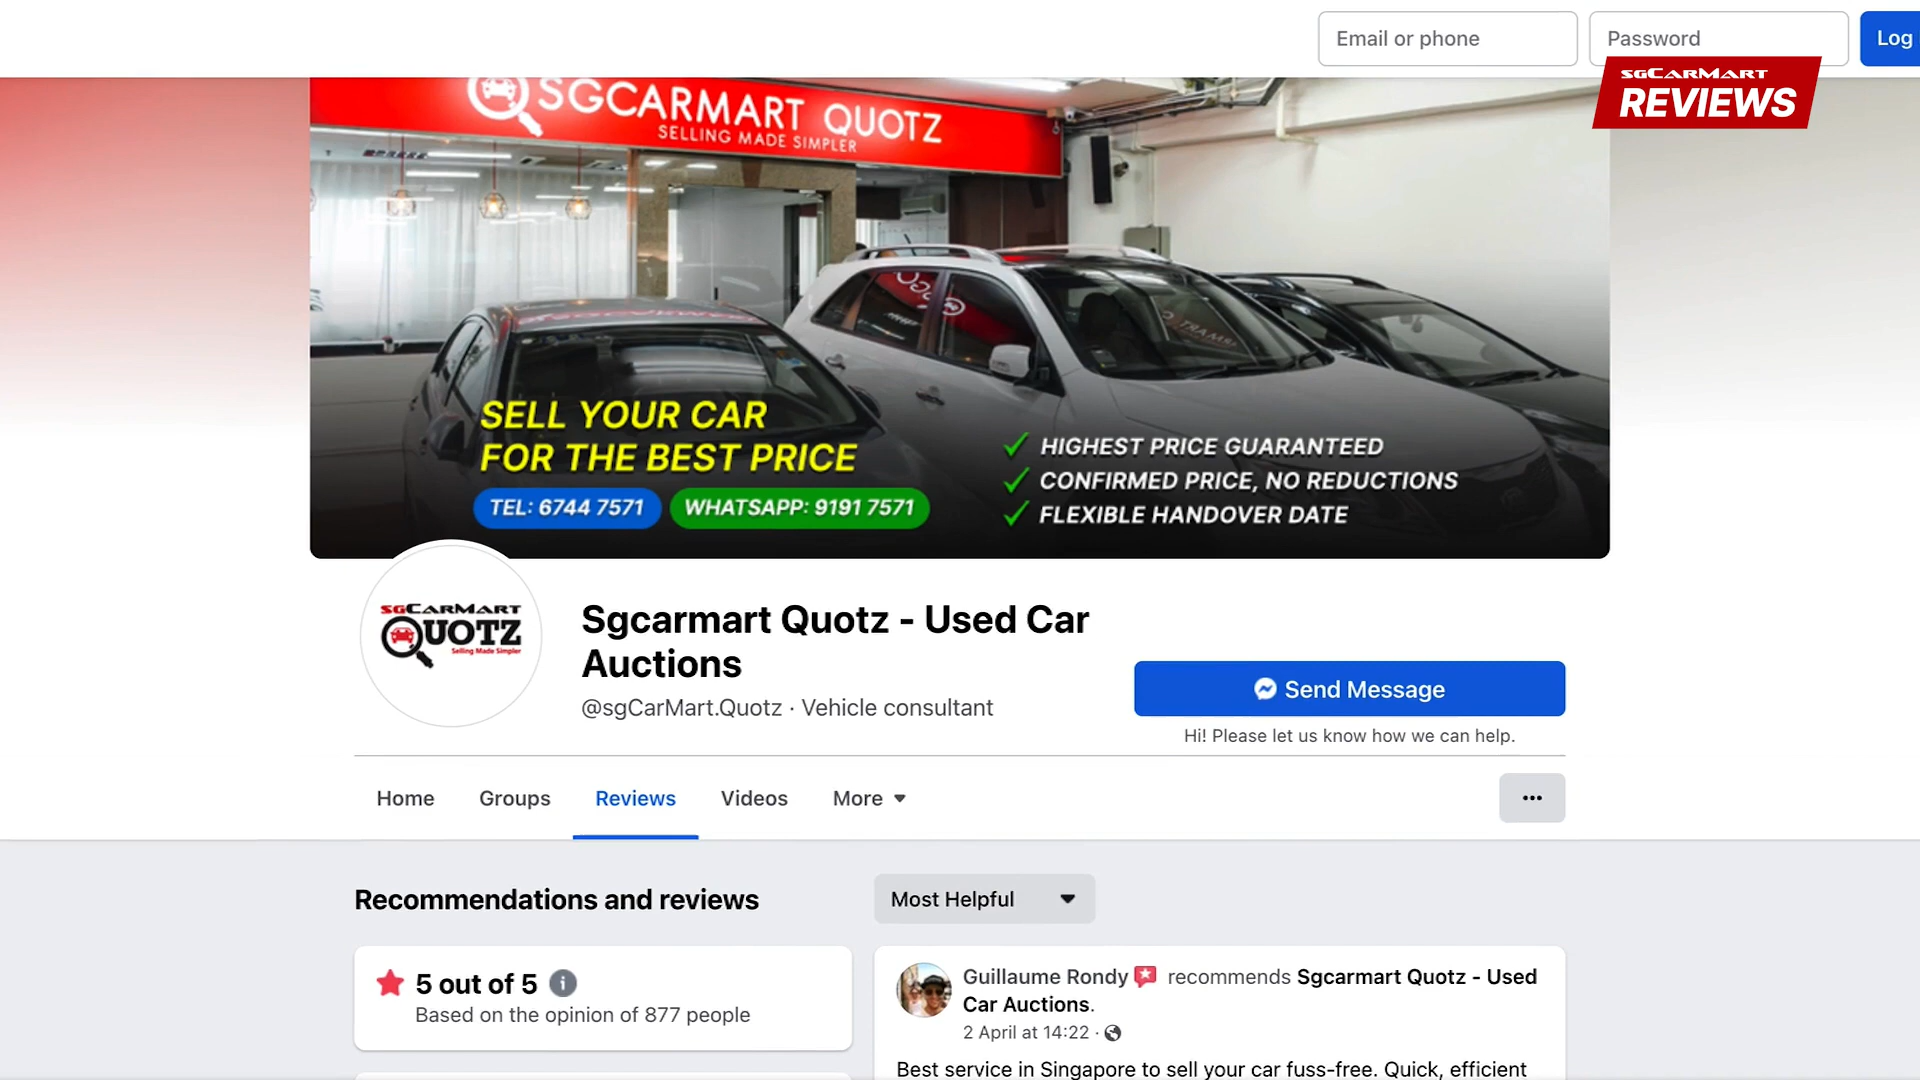 Email or phone
Password
Log
SGCARMART
REVIEWS
SGCARMART QUOTZ
SELLING MADE SIMPLER
SELL YOUR CAR
FOR THE BEST PRICE
TEL: 6744 7571
WHATSAPP: 9191 7571
HIGHEST PRICE GUARANTEED
CONFIRMED PRICE, NO REDUCTIONS
FLEXIBLE HANDOVER DATE
SGCARMART
QUOTZ
Selling Made Simpler
Sgcarmart Quotz - Used Car
Auctions
@sgCarMart.Quotz · Vehicle consultant
Send Message
Hi! Please let us know how we can help.
Home
Groups
Reviews
Videos
More
Recommendations and reviews
Most Helpful
5 out of 5
Based on the opinion of 877 people
Guillaume Rondy recommends Sgcarmart Quotz - Used
Car Auctions.
2 April at 14:22 ·
Best service in Singapore to sell your car fuss-free. Quick, efficient